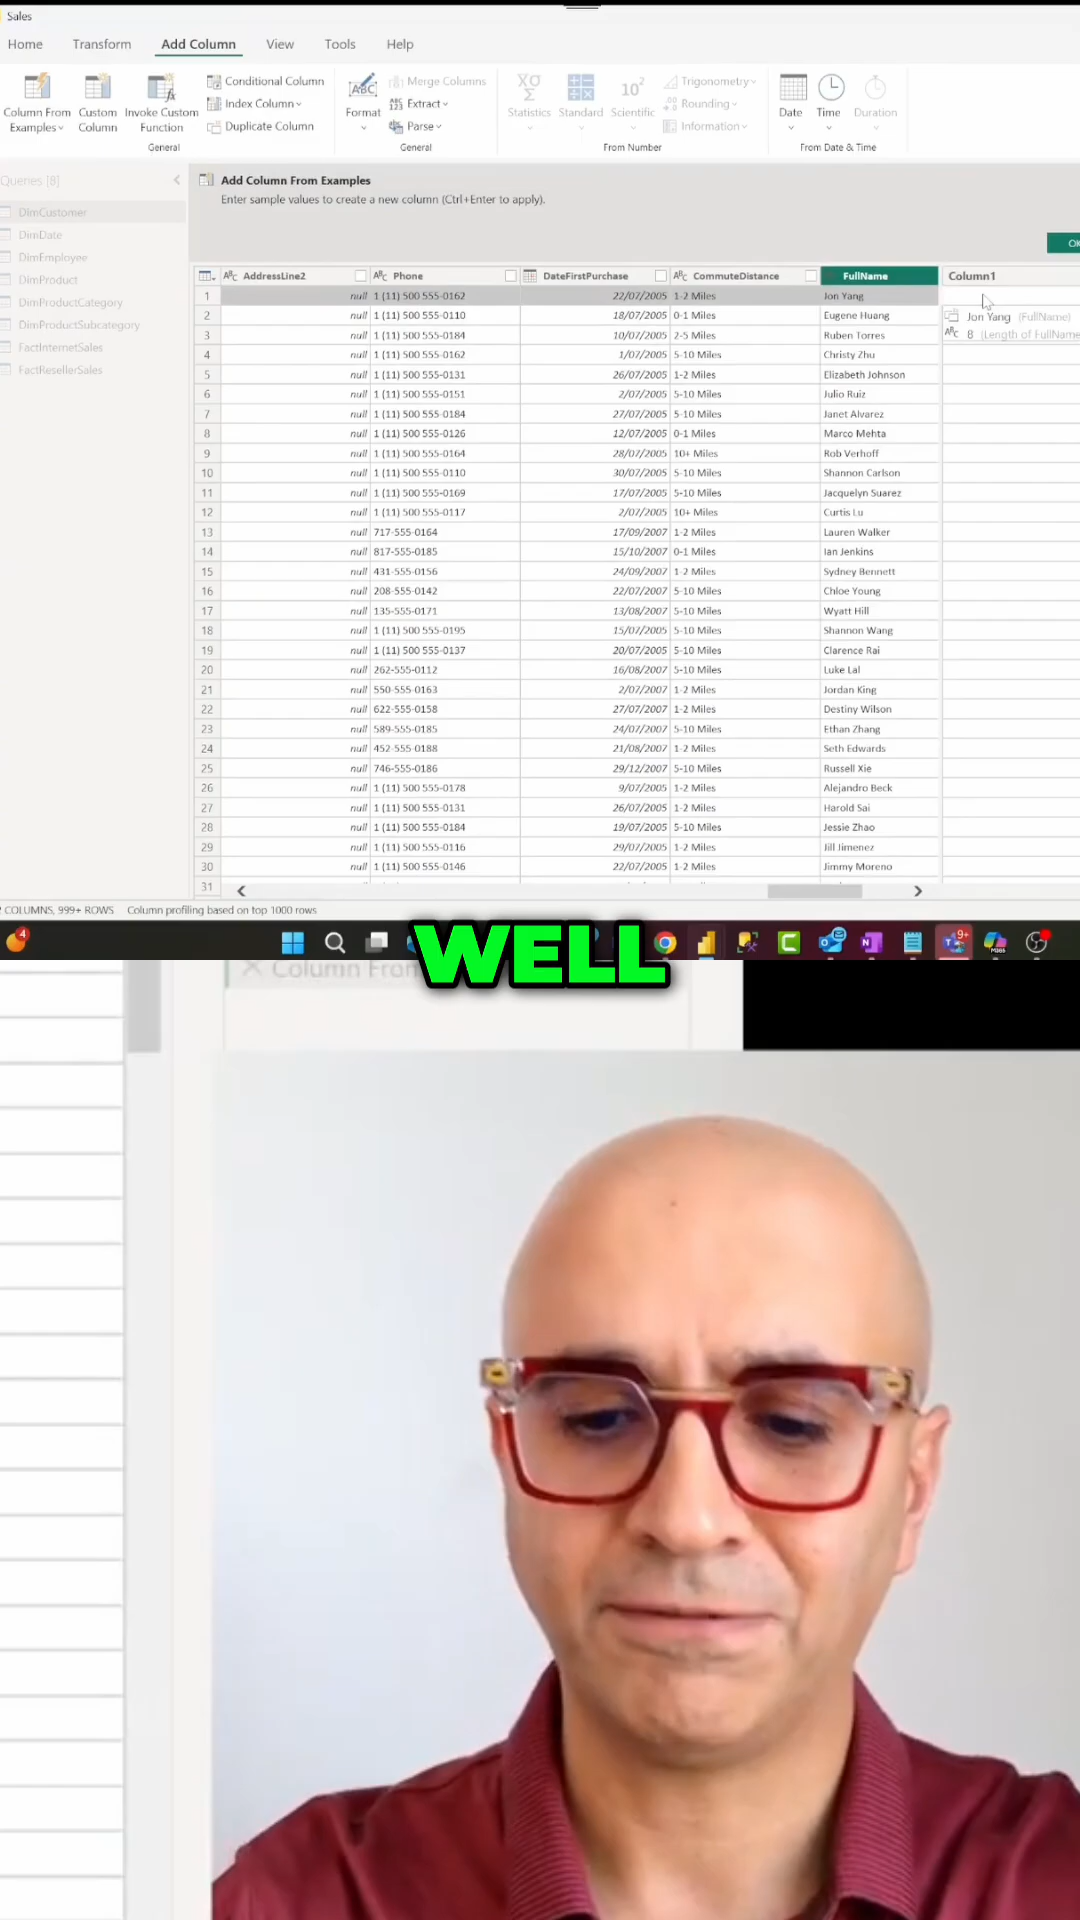 Sales
Home Transform Add Column View Tools Help
Column From Examples
Custom Column
Invoke Custom Function
Conditional Column
Index Column
Duplicate Column
General
Format
Merge Columns
Extract
Parse
General
Statistics
Standard
10² Scientific
Trigonometry
Rounding
Information
From Number
Date
Time
Duration
From Date & Time
Queries [8]
DimCustomer
DimDate
DimEmployee
DimProduct
DimProductCategory
DimProductSubcategory
FactInternetSales
FactResellerSales
Add Column From Examples
Enter sample values to create a new column (Ctrl+Enter to apply).
AddressLine2 Phone DateFirstPurchase CommuteDistance FullName Column1
1 null 1 (11) 500 555-0162 22/07/2005 1-2 Miles Jon Yang
2 null 1 (11) 500 555-0110 18/07/2005 0-1 Miles Eugene Huang
3 null 1 (11) 500 555-0184 10/07/2005 2-5 Miles Ruben Torres
4 null 1 (11) 500 555-0162 1/07/2005 5-10 Miles Christy Zhu
5 null 1 (11) 500 555-0131 26/07/2005 1-2 Miles Elizabeth Johnson
6 null 1 (11) 500 555-0151 2/07/2005 5-10 Miles Julio Ruiz
7 null 1 (11) 500 555-0184 27/07/2005 5-10 Miles Janet Alvarez
8 null 1 (11) 500 555-0126 12/07/2005 0-1 Miles Marco Mehta
9 null 1 (11) 500 555-0164 28/07/2005 10+ Miles Rob Verhoff
10 null 1 (11) 500 555-0110 30/07/2005 5-10 Miles Shannon Carlson
11 null 1 (11) 500 555-0169 17/07/2005 5-10 Miles Jacquelyn Suarez
12 null 1 (11) 500 555-0117 2/07/2005 10+ Miles Curtis Lu
13 null 717-555-0164 17/09/2007 1-2 Miles Lauren Walker
14 null 817-555-0185 15/10/2007 0-1 Miles Ian Jenkins
15 null 431-555-0156 24/09/2007 1-2 Miles Sydney Bennett
16 null 208-555-0142 22/07/2007 5-10 Miles Chloe Young
17 null 135-555-0171 13/08/2007 5-10 Miles Wyatt Hill
18 null 1 (11) 500 555-0195 15/07/2005 5-10 Miles Shannon Wang
19 null 1 (11) 500 555-0137 20/07/2005 5-10 Miles Clarence Rai
20 null 262-555-0112 16/08/2007 5-10 Miles Luke Lal
21 null 550-555-0163 2/07/2007 1-2 Miles Jordan King
22 null 622-555-0158 27/07/2007 1-2 Miles Destiny Wilson
23 null 589-555-0185 24/07/2007 5-10 Miles Ethan Zhang
24 null 452-555-0188 21/08/2007 1-2 Miles Seth Edwards
25 null 746-555-0186 29/12/2007 5-10 Miles Russell Xie
26 null 1 (11) 500 555-0178 9/07/2005 1-2 Miles Alejandro Beck
27 null 1 (11) 500 555-0131 26/07/2005 1-2 Miles Harold Sai
28 null 1 (11) 500 555-0184 19/07/2005 5-10 Miles Jessie Zhao
29 null 1 (11) 500 555-0116 29/07/2005 1-2 Miles Jill Jimenez
30 null 1 (11) 500 555-0146 22/07/2005 1-2 Miles Jimmy Moreno
31
Jon Yang (FullName)
8 (Length of FullName
COLUMNS, 999+ ROWS Column profiling based on top 1000 rows
4
9+
WELL
Column From